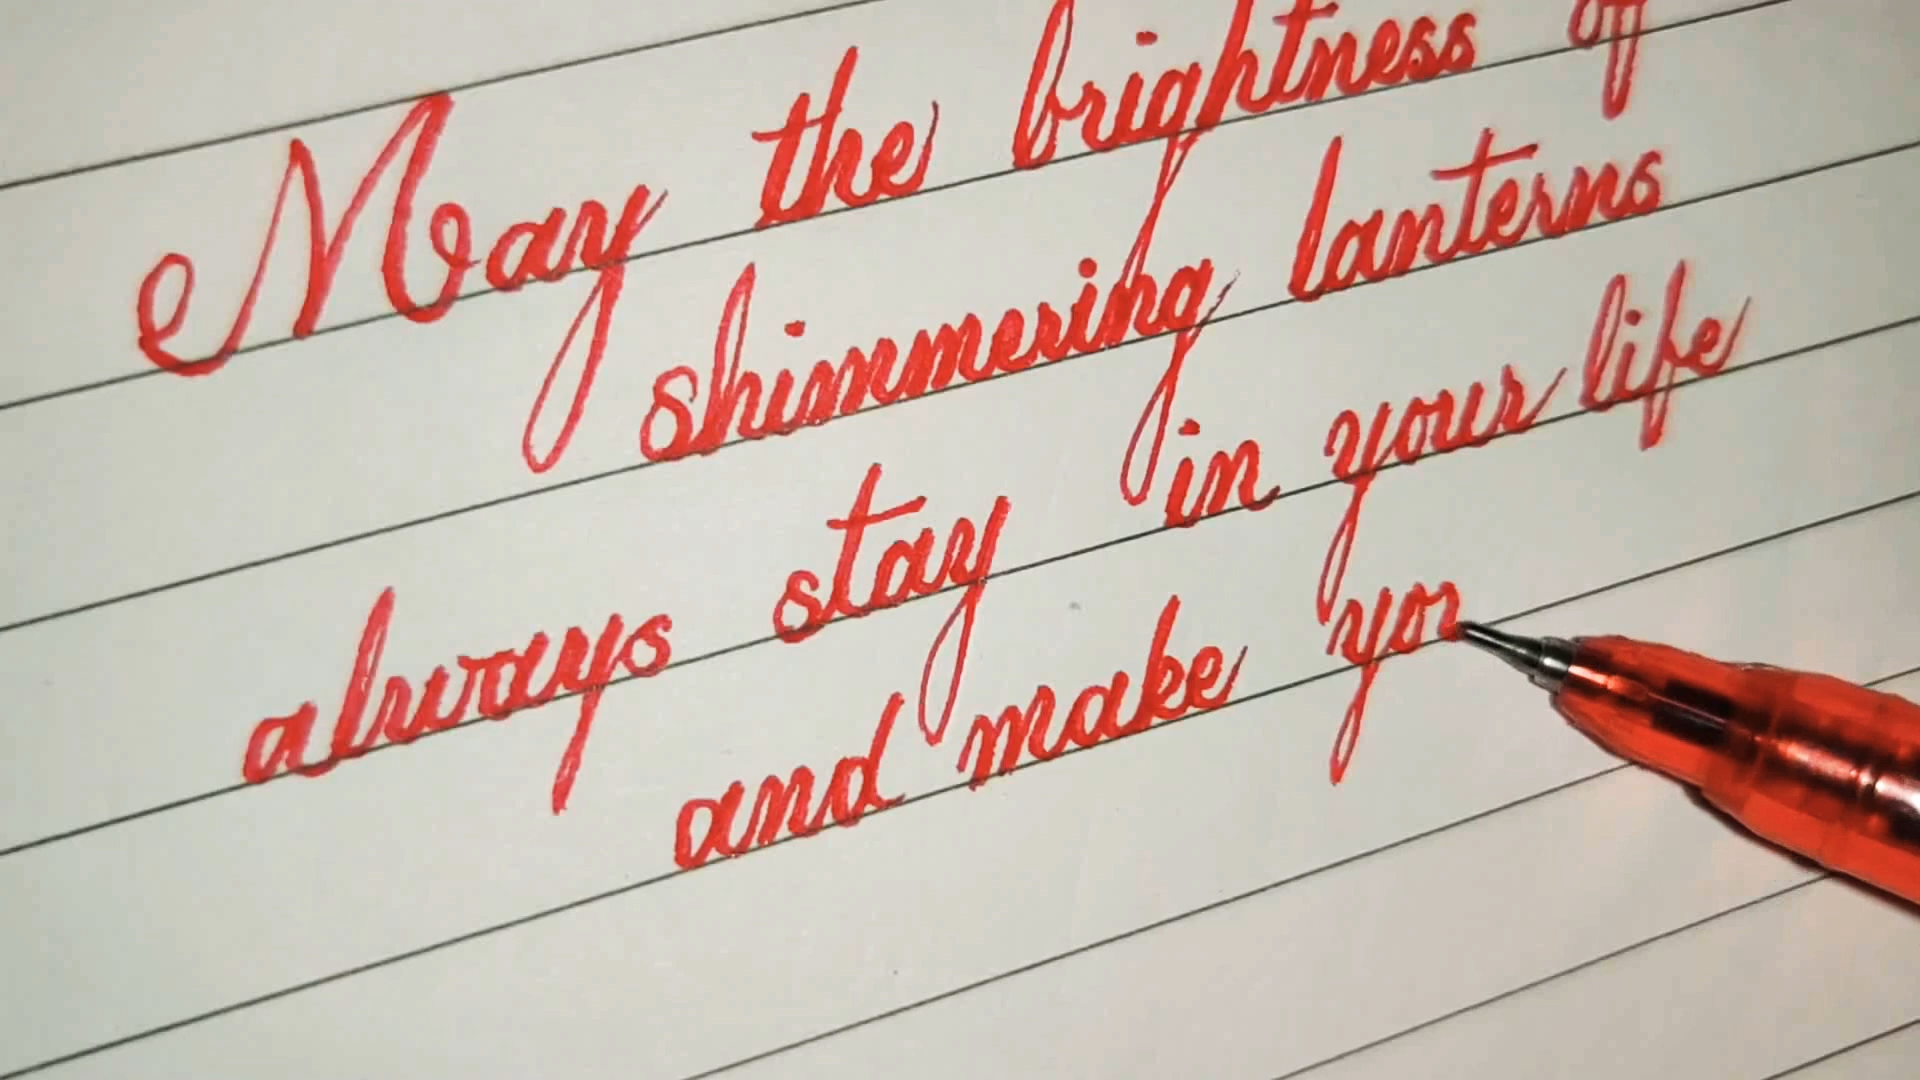 May the brightness of
shimmering lanterns
always stay in your life
and make yo